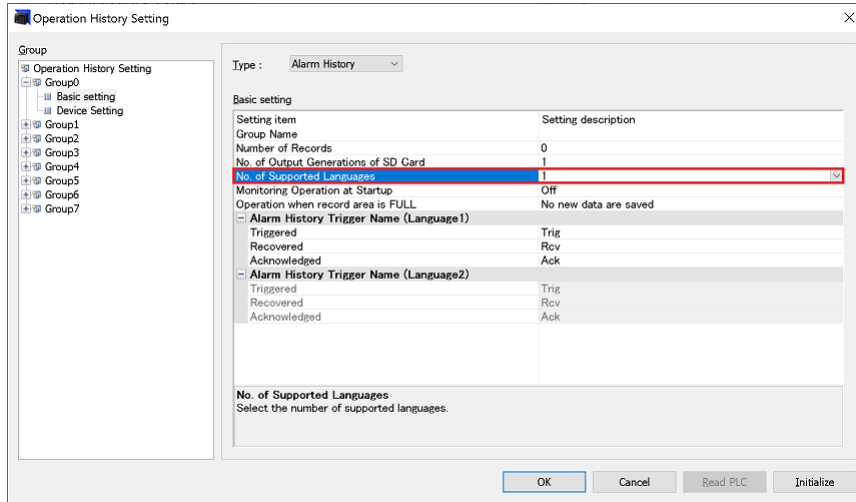 Operation History Setting
Group
Operation History Setting
Group0
Basic setting
Device Setting
Group1
Group2
Group3
Group4
Group5
Group6
Group7
Type : Alarm History
Basic setting
Setting item Setting description
Group Name
Number of Records 0
No. of Output Generations of SD Card 1
No. of Supported Languages 1
Monitoring Operation at Startup Off
Operation when record area is FULL No new data are saved
Alarm History Trigger Name (Language1)
Triggered Trig
Recovered Rcv
Acknowledged Ack
Alarm History Trigger Name (Language2)
Triggered Trig
Recovered Rcv
Acknowledged Ack
No. of Supported Languages
Select the number of supported languages.
OK Cancel Read PLC Initialize